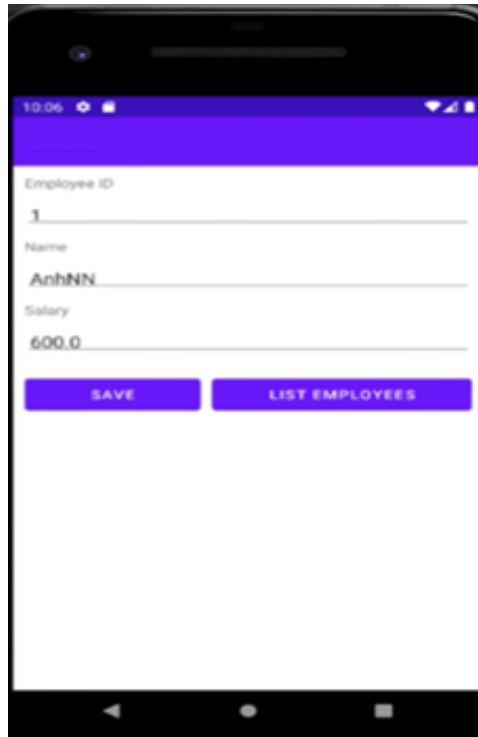 10:06
Employee ID
1
Name
AnhNN
Salary
600.0
SAVE LIST EMPLOYEES